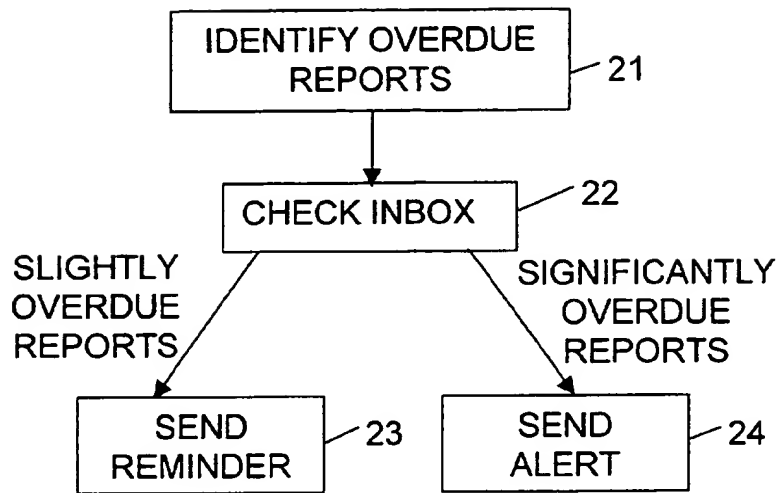 IDENTIFY OVERDUE
REPORTS
21
CHECK INBOX
22
SLIGHTLY
OVERDUE
REPORTS
SIGNIFICANTLY
OVERDUE
REPORTS
SEND
REMINDER
23
SEND
ALERT
24